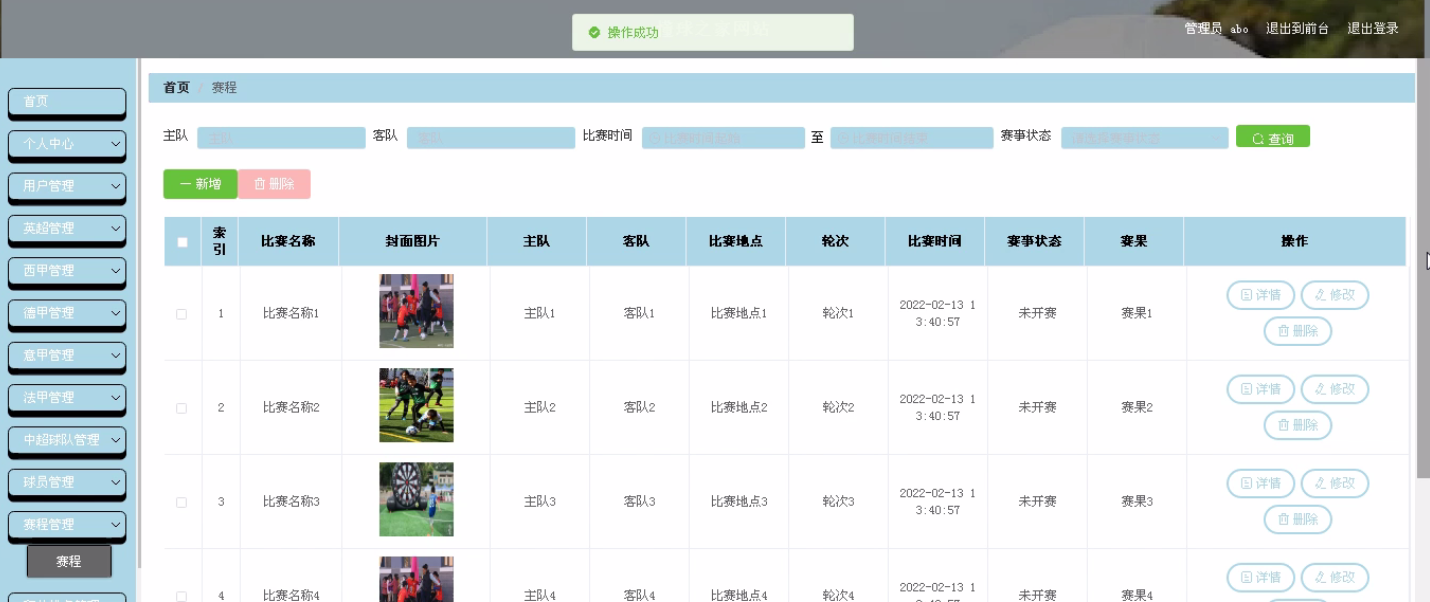 操作成功
管理员 abo 退出到前台 退出登录
首页
个人中心
用户管理
英超管理
西甲管理
德甲管理
意甲管理
法甲管理
中超球队管理
球员管理
赛程管理
赛程
首页 / 赛程
主队 主队 客队 客队 比赛时间 比赛时间起始 至 比赛时间结束 赛事状态 请选择赛事状态 查询
新增 删除
索引 比赛名称 封面图片 主队 客队 比赛地点 轮次 比赛时间 赛事状态 赛果 操作
1 比赛名称1 主队1 客队1 比赛地点1 轮次1 2022-02-13 13:40:57 未开赛 赛果1 详情 修改 删除
2 比赛名称2 主队2 客队2 比赛地点2 轮次2 2022-02-13 13:40:57 未开赛 赛果2 详情 修改 删除
3 比赛名称3 主队3 客队3 比赛地点3 轮次3 2022-02-13 13:40:57 未开赛 赛果3 详情 修改 删除
4 比赛名称4 主队4 客队4 比赛地点4 轮次4 2022-02-13 1 未开赛 赛果4 详情 修改